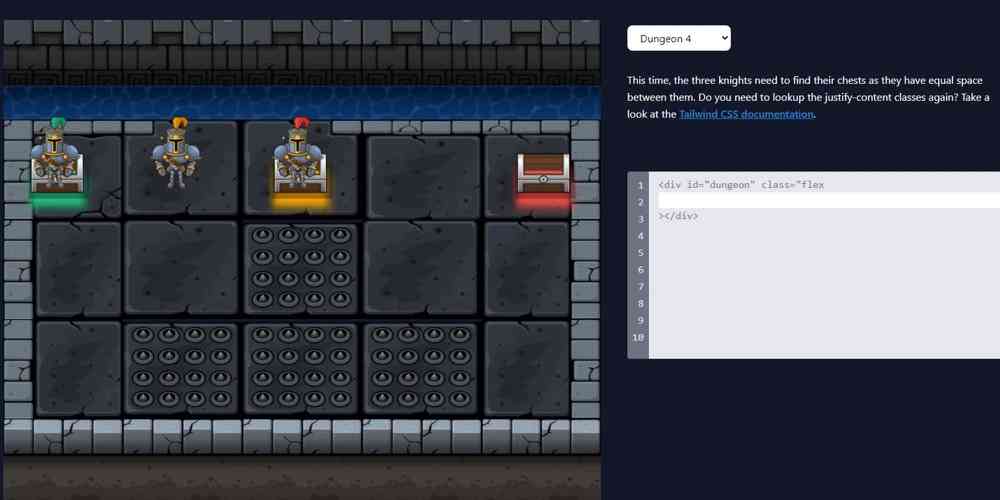 Dungeon 4
This time, the three knights need to find their chests as they have equal space
between them. Do you need to lookup the justify-content classes again? Take a
look at the Tailwind CSS documentation.
1 <div id="dungeon" class="flex
2
3 ></div>
4
5
6
7
8
9
10